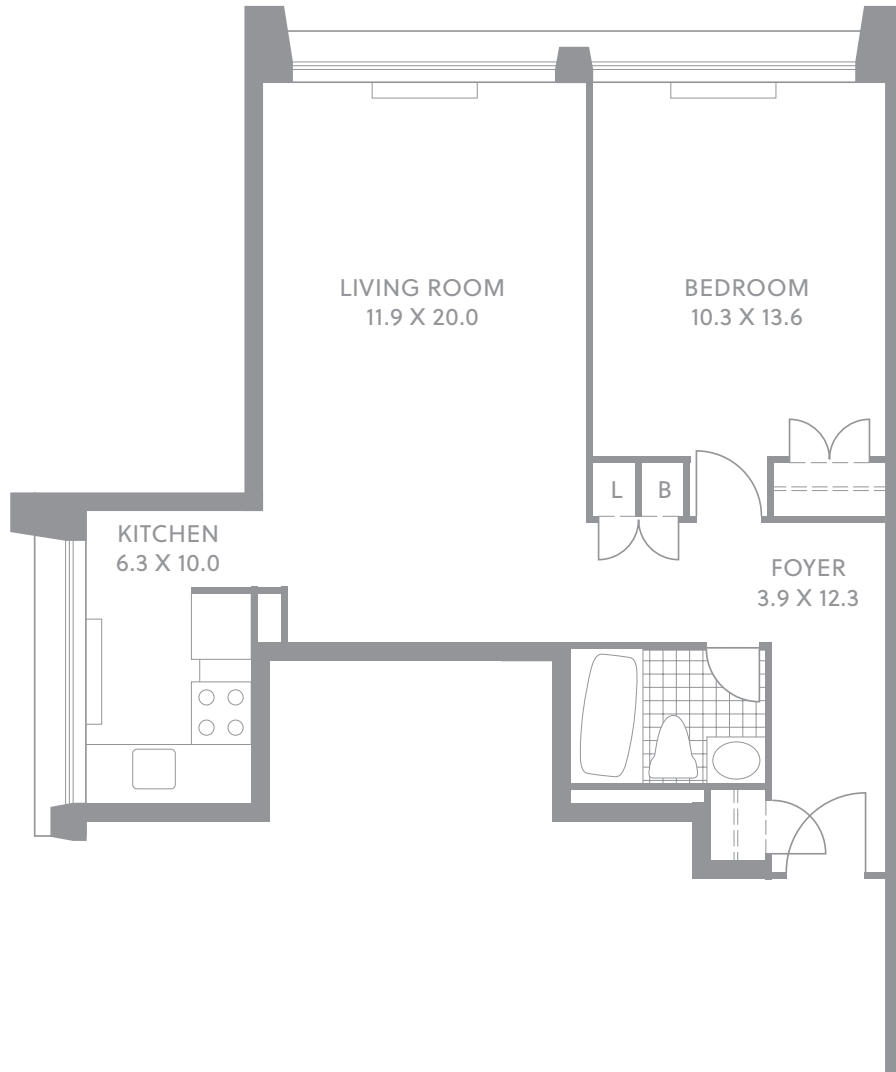 LIVING ROOM
11.9 X 20.0
BEDROOM
10.3 X 13.6
L
B
KITCHEN
6.3 X 10.0
FOYER
3.9 X 12.3